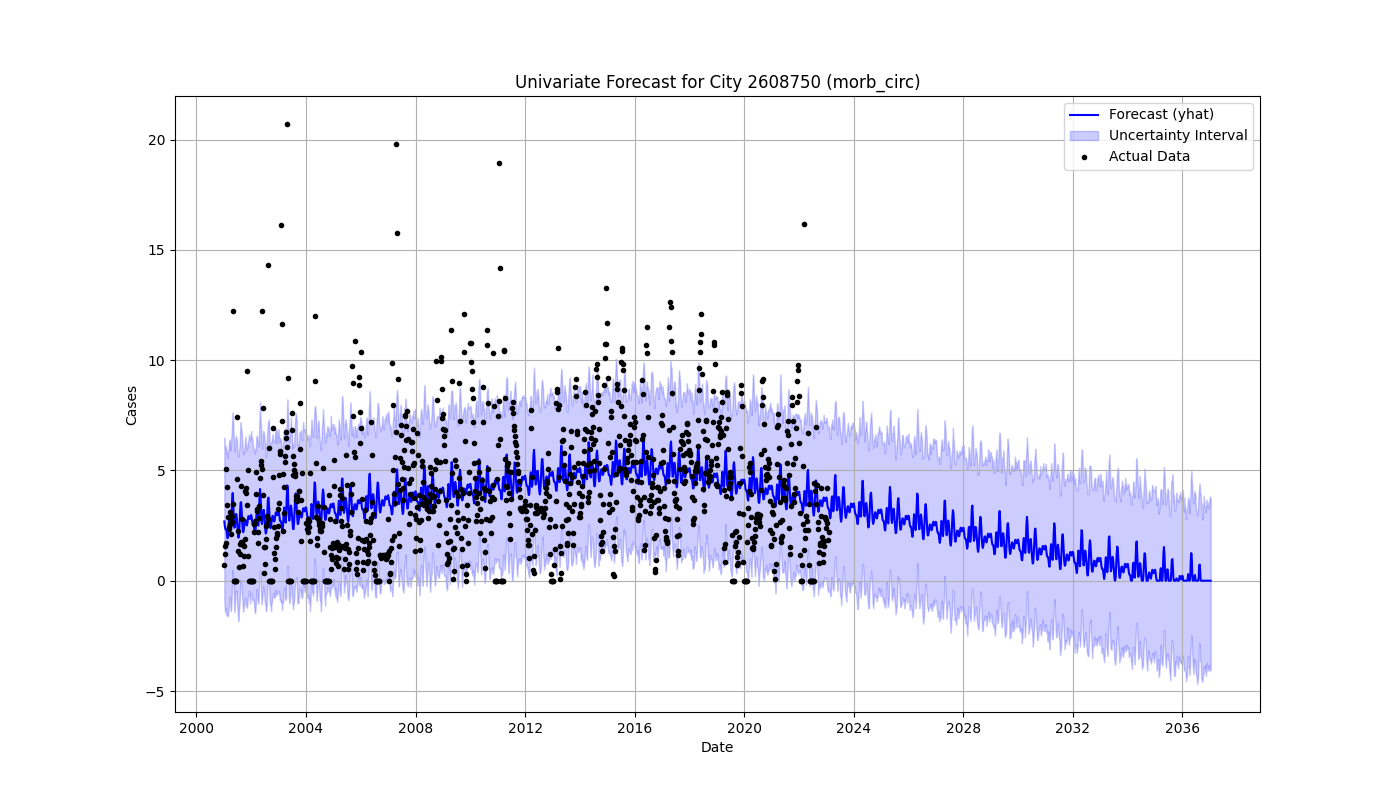 Univariate Forecast for City 2608750 (morb_circ)
Forecast (yhat)
Uncertainty Interval
Actual Data
Cases
20
15
10
5
0
−5
2000 2004 2008 2012 2016 2020 2024 2028 2032 2036
Date